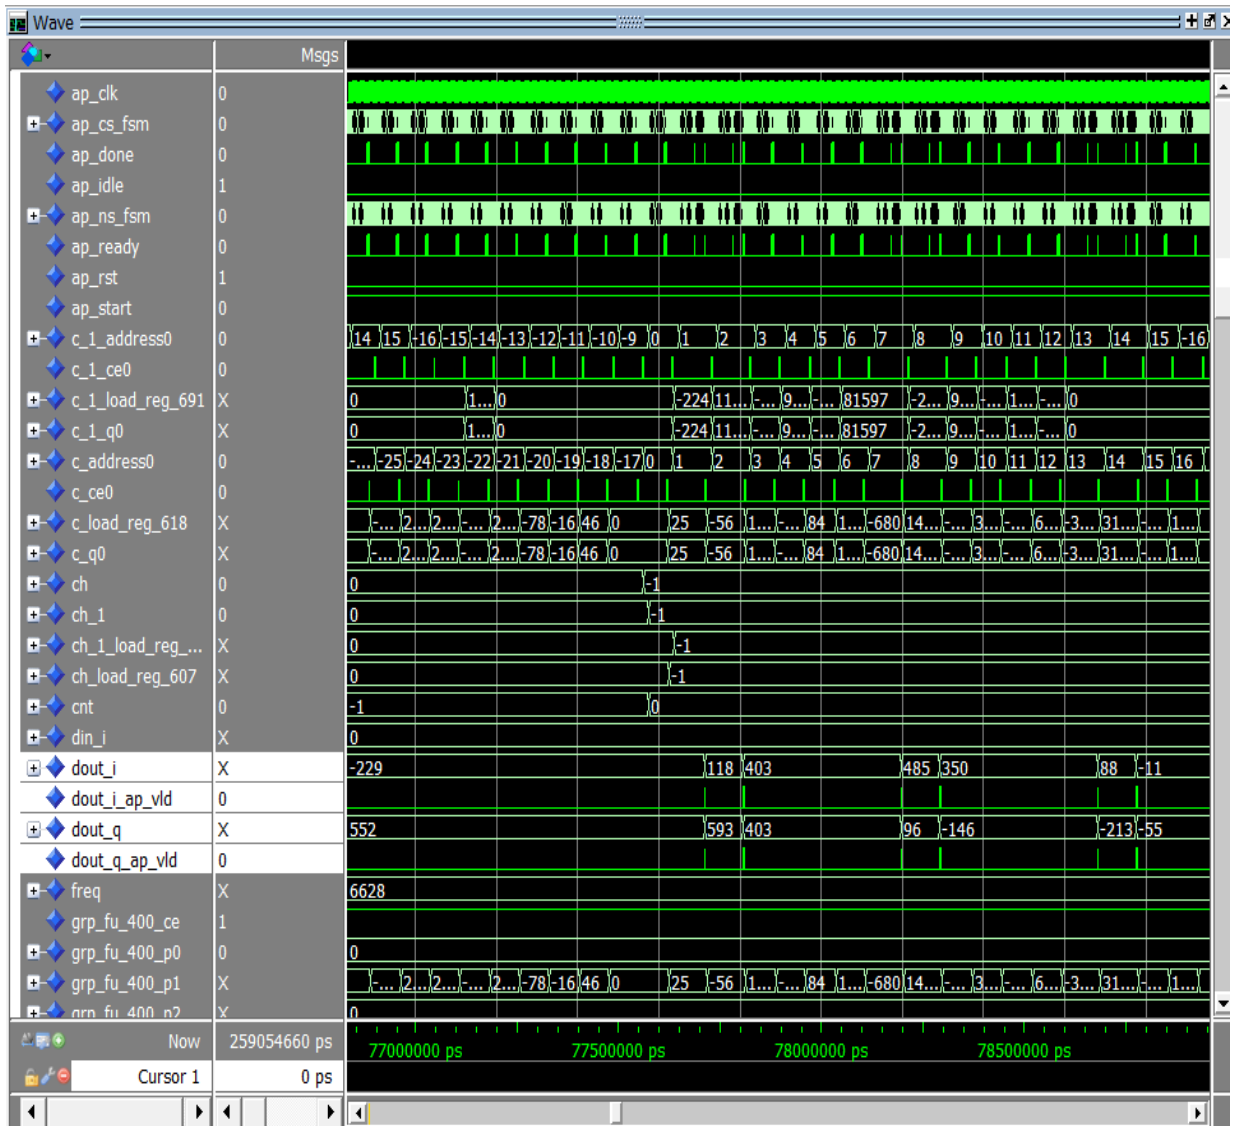 Wave
Msgs
ap_clk 0
ap_cs_fsm 0
ap_done 0
ap_idle 1
ap_ns_fsm 0
ap_ready 0
ap_rst 1
ap_start 0
c_1_address0 0 14 15 -16 -15 -14 -13 -12 -11 -10 -9 0 1 2 3 4 5 6 7 8 9 10 11 12 13 14 15 -16
c_1_ce0 0
c_1_load_reg_691 X 0 1... 0 -224 11... -... 9... -... 81597 -2... 9... -... 1... -... 0
c_1_q0 X 0 1... 0 -224 11... -... 9... -... 81597 -2... 9... -... 1... -... 0
c_address0 0 -... -25 -24 -23 -22 -21 -20 -19 -18 -17 0 1 2 3 4 5 6 7 8 9 10 11 12 13 14 15 16
c_ce0 0
c_load_reg_618 X -... 2... 2... -... 2... -78 -16 46 0 25 -56 1... -... 84 1... -680 14... -... 3... -... 6... -3... 31... -... 1...
c_q0 X -... 2... 2... -... 2... -78 -16 46 0 25 -56 1... -... 84 1... -680 14... -... 3... -... 6... -3... 31... -... 1...
ch 0 0 -1
ch_1 0 0 -1
ch_1_load_reg_... X 0 -1
ch_load_reg_607 X 0 -1
cnt 0 -1 0
din_i X 0
dout_i X -229 118 403 485 350 88 -11
dout_i_ap_vld 0
dout_q X 552 593 403 96 -146 -213 -55
dout_q_ap_vld 0
freq X 6628
grp_fu_400_ce 1
grp_fu_400_p0 0 0
grp_fu_400_p1 X -... 2... 2... -... 2... -78 -16 46 0 25 -56 1... -... 84 1... -680 14... -... 3... -... 6... -3... 31... -... 1...
grp_fu_400_p2 X 0
Now 259054660 ps 77000000 ps 77500000 ps 78000000 ps 78500000 ps
Cursor 1 0 ps